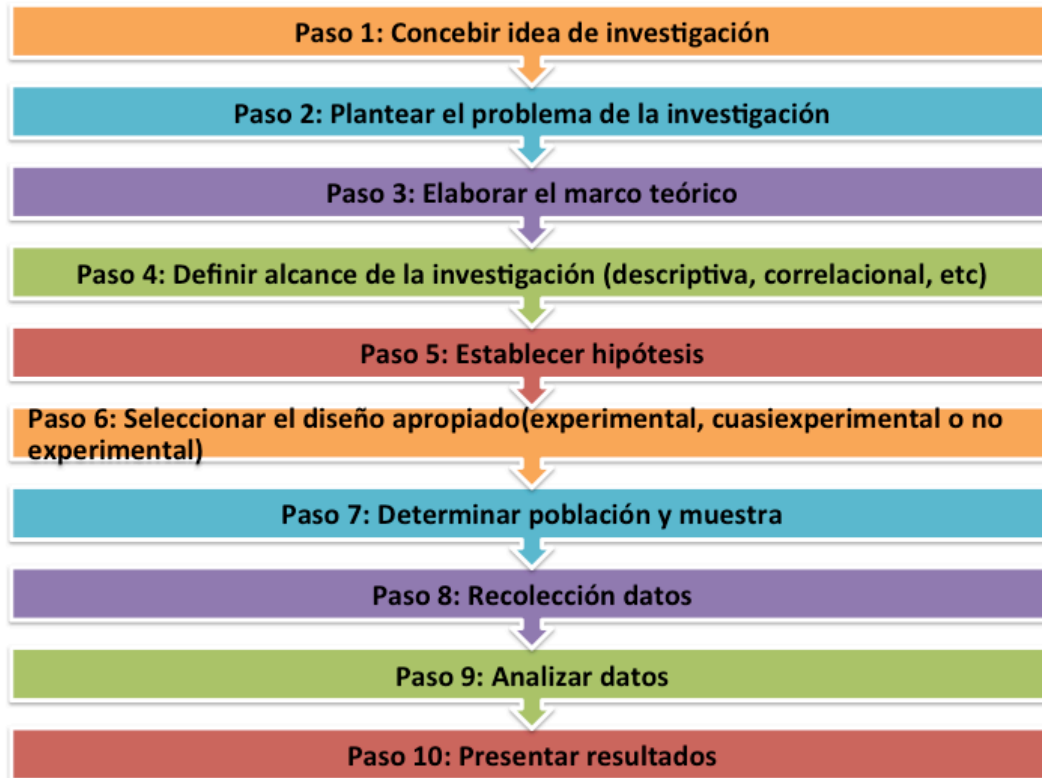 Paso 1: Concebir idea de investigación
Paso 2: Plantear el problema de la investigación
Paso 3: Elaborar el marco teórico
Paso 4: Definir alcance de la investigación (descriptiva, correlacional, etc)
Paso 5: Establecer hipótesis
Paso 6: Seleccionar el diseño apropiado(experimental, cuasiexperimental o no
experimental)
Paso 7: Determinar población y muestra
Paso 8: Recolección datos
Paso 9: Analizar datos
Paso 10: Presentar resultados